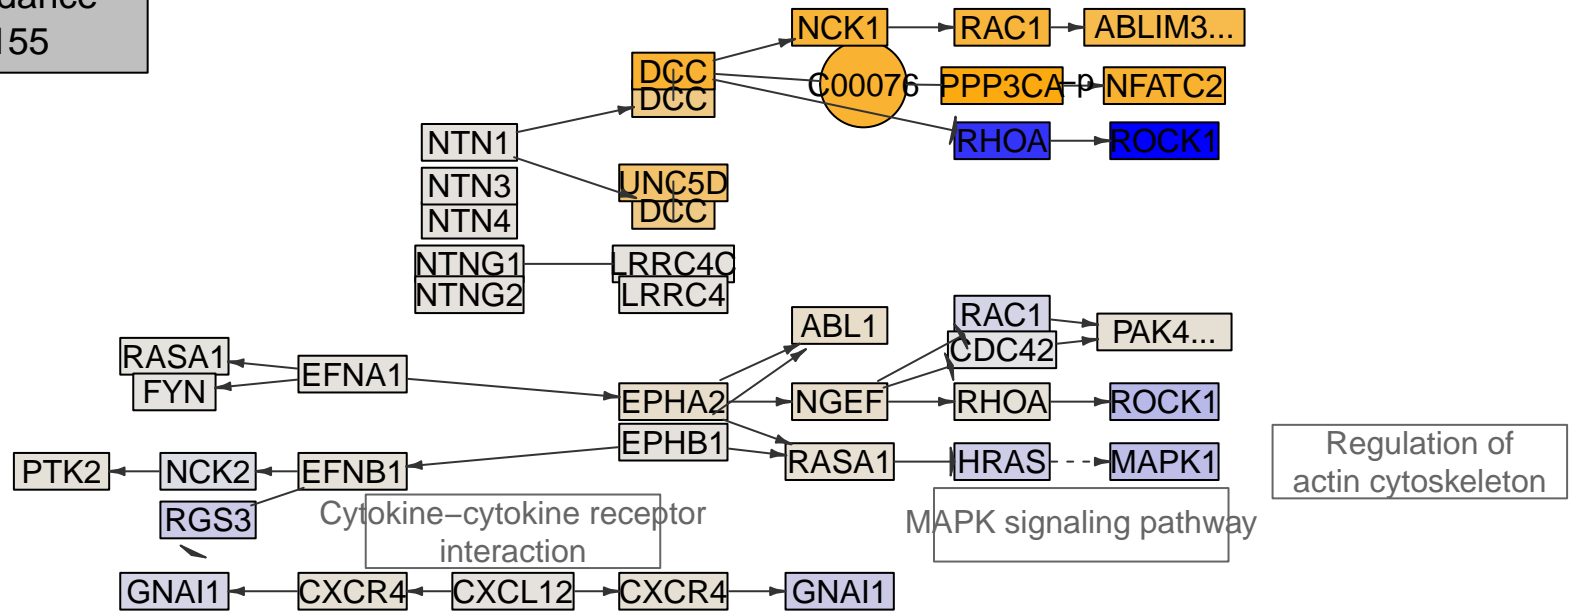 dance
155
NCK1
RAC1
ABLIM3...
DCC
DCC
C00076
PPP3CA
-p
NFATC2
RHOA
ROCK1
NTN1
NTN3
NTN4
UNC5D
DCC
NTNG1
LRRC4C
NTNG2
LRRC4
RAC1
PAK4...
ABL1
CDC42
RASA1
FYN
EFNA1
EPHA2
NGEF
RHOA
ROCK1
EPHB1
RASA1
HRAS
MAPK1
PTK2
NCK2
EFNB1
RGS3
Regulation of
actin cytoskeleton
Cytokine−cytokine receptor
interaction
MAPK signaling pathway
GNAI1
CXCR4
CXCL12
CXCR4
GNAI1